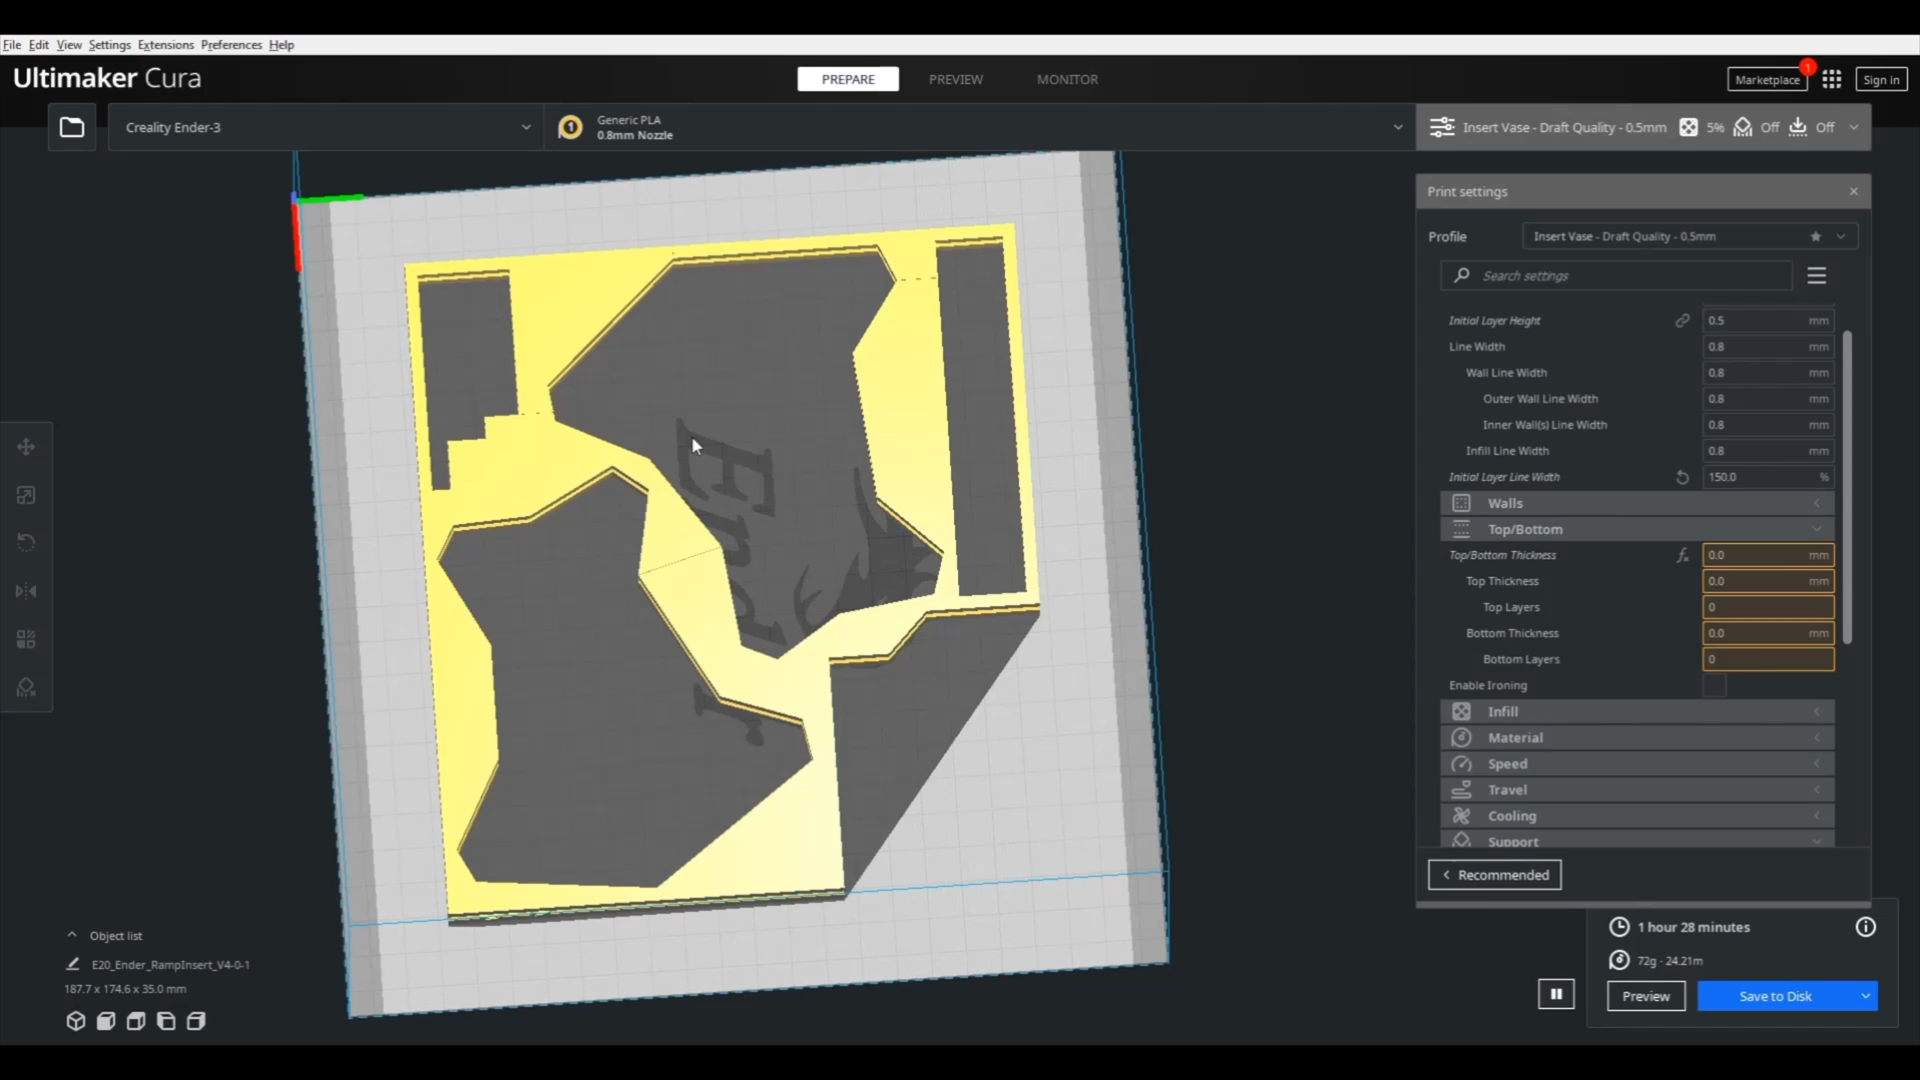 File Edit View Settings Extensions Preferences Help
Ultimaker Cura
PREPARE PREVIEW MONITOR
Marketplace 1 Sign in
Creality Ender-3
1 Generic PLA
0.8mm Nozzle
Insert Vase - Draft Quality - 0.5mm 5% Off Off
Print settings
Profile Insert Vase - Draft Quality - 0.5mm
Search settings
Initial Layer Height 0.5 mm
Line Width 0.8 mm
Wall Line Width 0.8 mm
Outer Wall Line Width 0.8 mm
Inner Wall(s) Line Width 0.8 mm
Infill Line Width 0.8 mm
Initial Layer Line Width 150.0 %
Walls
Top/Bottom
Top/Bottom Thickness 0.0 mm
Top Thickness 0.0 mm
Top Layers 0
Bottom Thickness 0.0 mm
Bottom Layers 0
Enable Ironing
Infill
Material
Speed
Travel
Cooling
Support
Recommended
End
r
Object list
E20_Ender_RampInsert_V4-0-1
187.7 x 174.6 x 35.0 mm
1 hour 28 minutes
72g · 24.21m
Preview Save to Disk